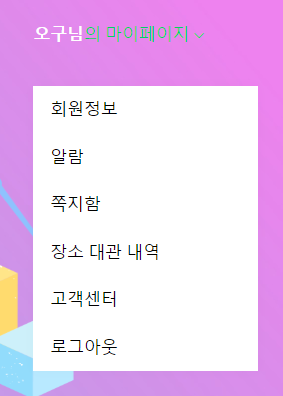 오구님의 마이페이지
회원정보
알람
쪽지함
장소 대관 내역
고객센터
로그아웃